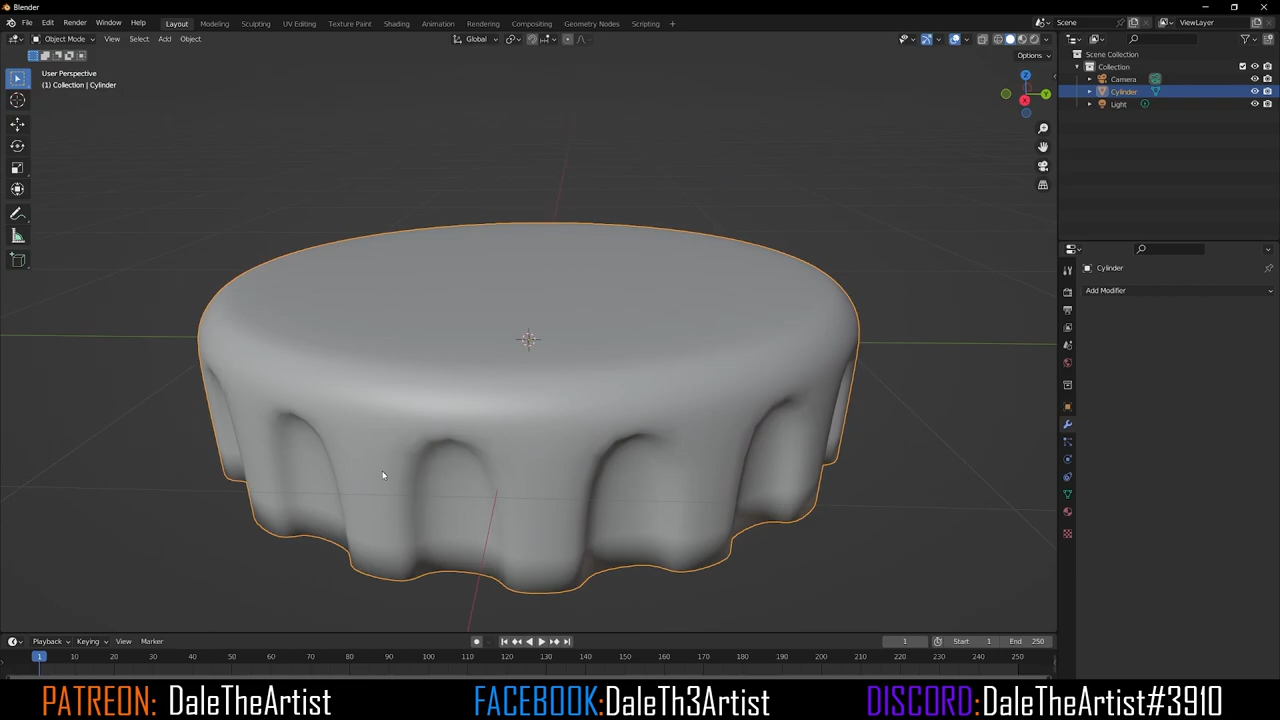 Blender
File Edit Render Window Help Layout Modeling Sculpting UV Editing Texture Paint Shading Animation Rendering Compositing Geometry Nodes Scripting + Scene ViewLayer
Object Mode View Select Add Object Global
Options
User Perspective
(1) Collection | Cylinder
Z
Y
X
Scene Collection
Collection
Camera
Cylinder
Light
Cylinder
Add Modifier
Playback Keying View Marker 1 Start 1 End 250
1 10 20 30 40 50 60 70 80 90 100 110 120 130 140 150 160 170 180 190 200 210 220 230 240 250
PATREON: DaleTheArtist FACEBOOK:DaleTh3Artist DISCORD:DaleTheArtist#3910